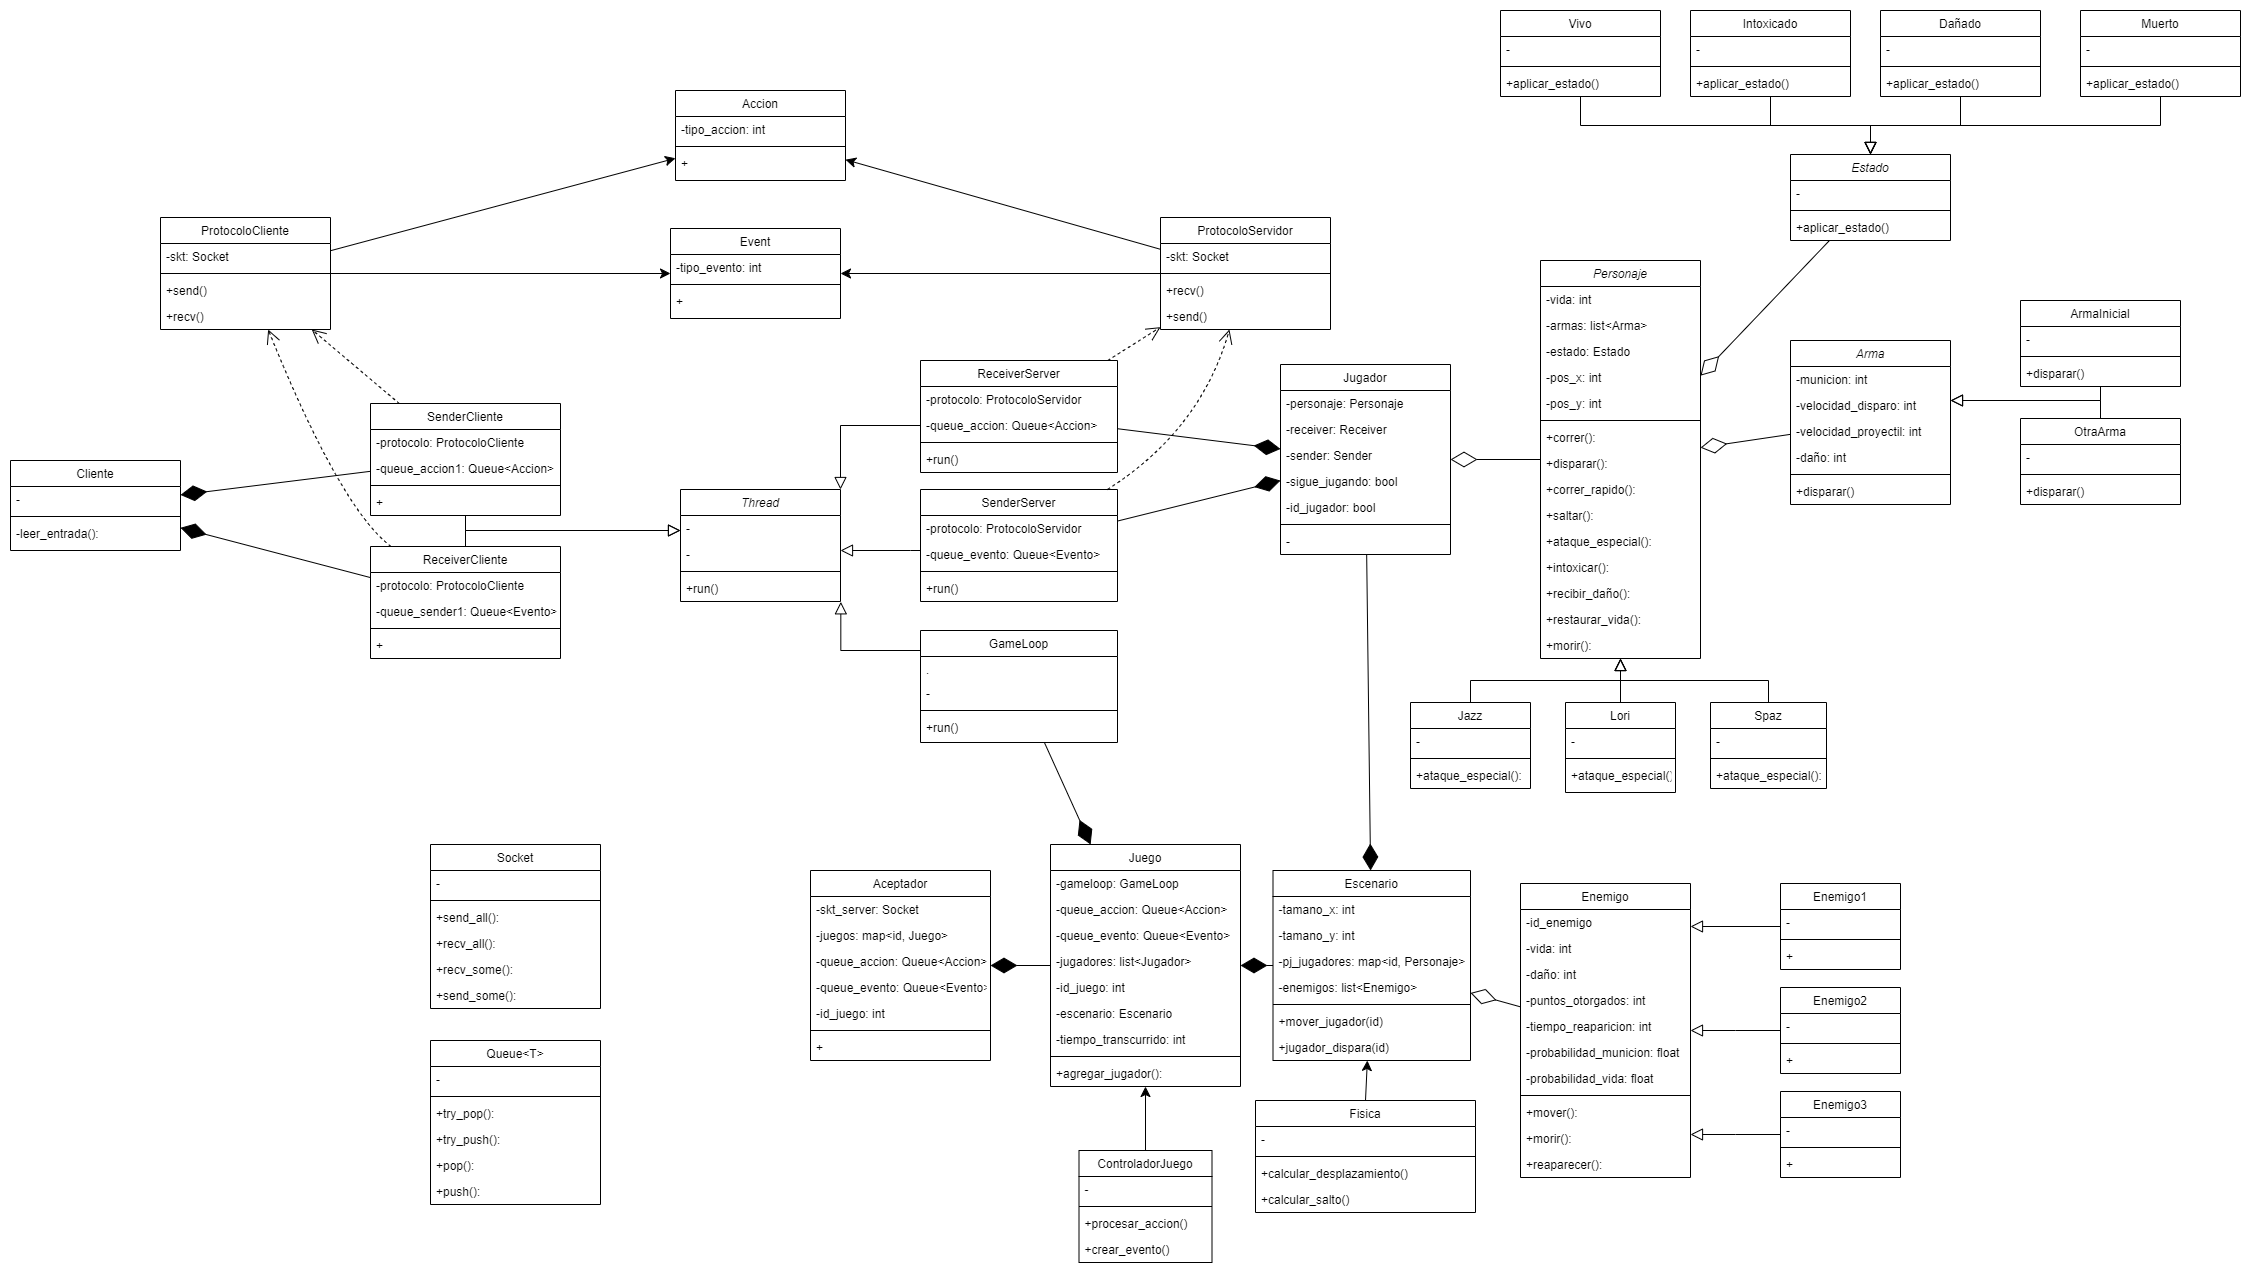 Vivo
-
+aplicar_estado()
Intoxicado
-
+aplicar_estado()
Dañado
-
+aplicar_estado()
Muerto
-
+aplicar_estado()
Accion
-tipo_accion: int
+
Estado
-
+aplicar_estado()
ProtocoloCliente
-skt: Socket
+send()
+recv()
Event
-tipo_evento: int
+
ProtocoloServidor
-skt: Socket
+recv()
+send()
Personaje
-vida: int
-armas: list<Arma>
-estado: Estado
-pos_x: int
-pos_y: int
+correr():
+disparar():
+correr_rapido():
+saltar():
+ataque_especial():
+intoxicar():
+recibir_daño():
+restaurar_vida():
+morir():
ArmaInicial
-
+disparar()
Arma
-municion: int
-velocidad_disparo: int
-velocidad_proyectil: int
-daño: int
+disparar()
OtraArma
-
+disparar()
ReceiverServer
-protocolo: ProtocoloServidor
-queue_accion: Queue<Accion>
+run()
Jugador
-personaje: Personaje
-receiver: Receiver
-sender: Sender
-sigue_jugando: bool
-id_jugador: bool
-
SenderCliente
-protocolo: ProtocoloCliente
-queue_accion1: Queue<Accion>
+
Cliente
-
-leer_entrada():
Thread
-
-
+run()
SenderServer
-protocolo: ProtocoloServidor
-queue_evento: Queue<Evento>
+run()
ReceiverCliente
-protocolo: ProtocoloCliente
-queue_sender1: Queue<Evento>
+
GameLoop
.
-
+run()
Jazz
-
+ataque_especial():
Lori
-
+ataque_especial()
Spaz
-
+ataque_especial():
Socket
-
+send_all():
+recv_all():
+recv_some():
+send_some():
Aceptador
-skt_server: Socket
-juegos: map<id, Juego>
-queue_accion: Queue<Accion>
-queue_evento: Queue<Evento>
-id_juego: int
+
Juego
-gameloop: GameLoop
-queue_accion: Queue<Accion>
-queue_evento: Queue<Evento>
-jugadores: list<Jugador>
-id_juego: int
-escenario: Escenario
-tiempo_transcurrido: int
+agregar_jugador():
Escenario
-tamano_x: int
-tamano_y: int
-pj_jugadores: map<id, Personaje>
-enemigos: list<Enemigo>
+mover_jugador(id)
+jugador_dispara(id)
Enemigo
-id_enemigo
-vida: int
-daño: int
-puntos_otorgados: int
-tiempo_reaparicion: int
-probabilidad_municion: float
-probabilidad_vida: float
+mover():
+morir():
+reaparecer():
Enemigo1
-
+
Enemigo2
-
+
Enemigo3
-
+
Queue<T>
-
+try_pop():
+try_push():
+pop():
+push():
Fisica
-
+calcular_desplazamiento()
+calcular_salto()
ControladorJuego
-
+procesar_accion()
+crear_evento()